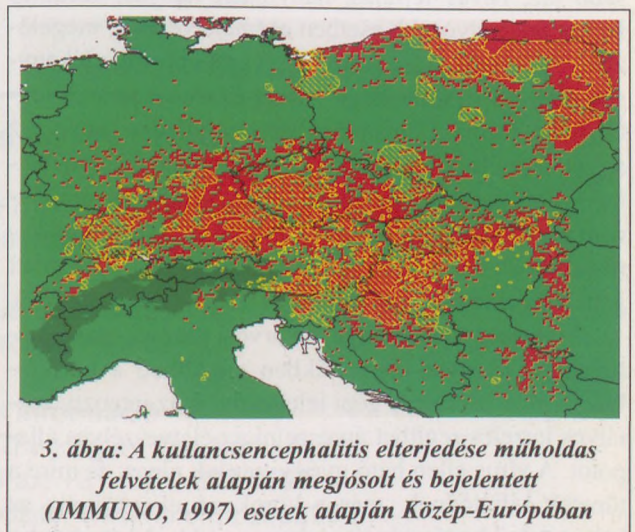 3. ábra: A kullancsencephalitis elterjedése műholdas
felvételek alapján megjósolt és bejelentett
(IMMUNO, 1997) esetek alapján Közép-Európában